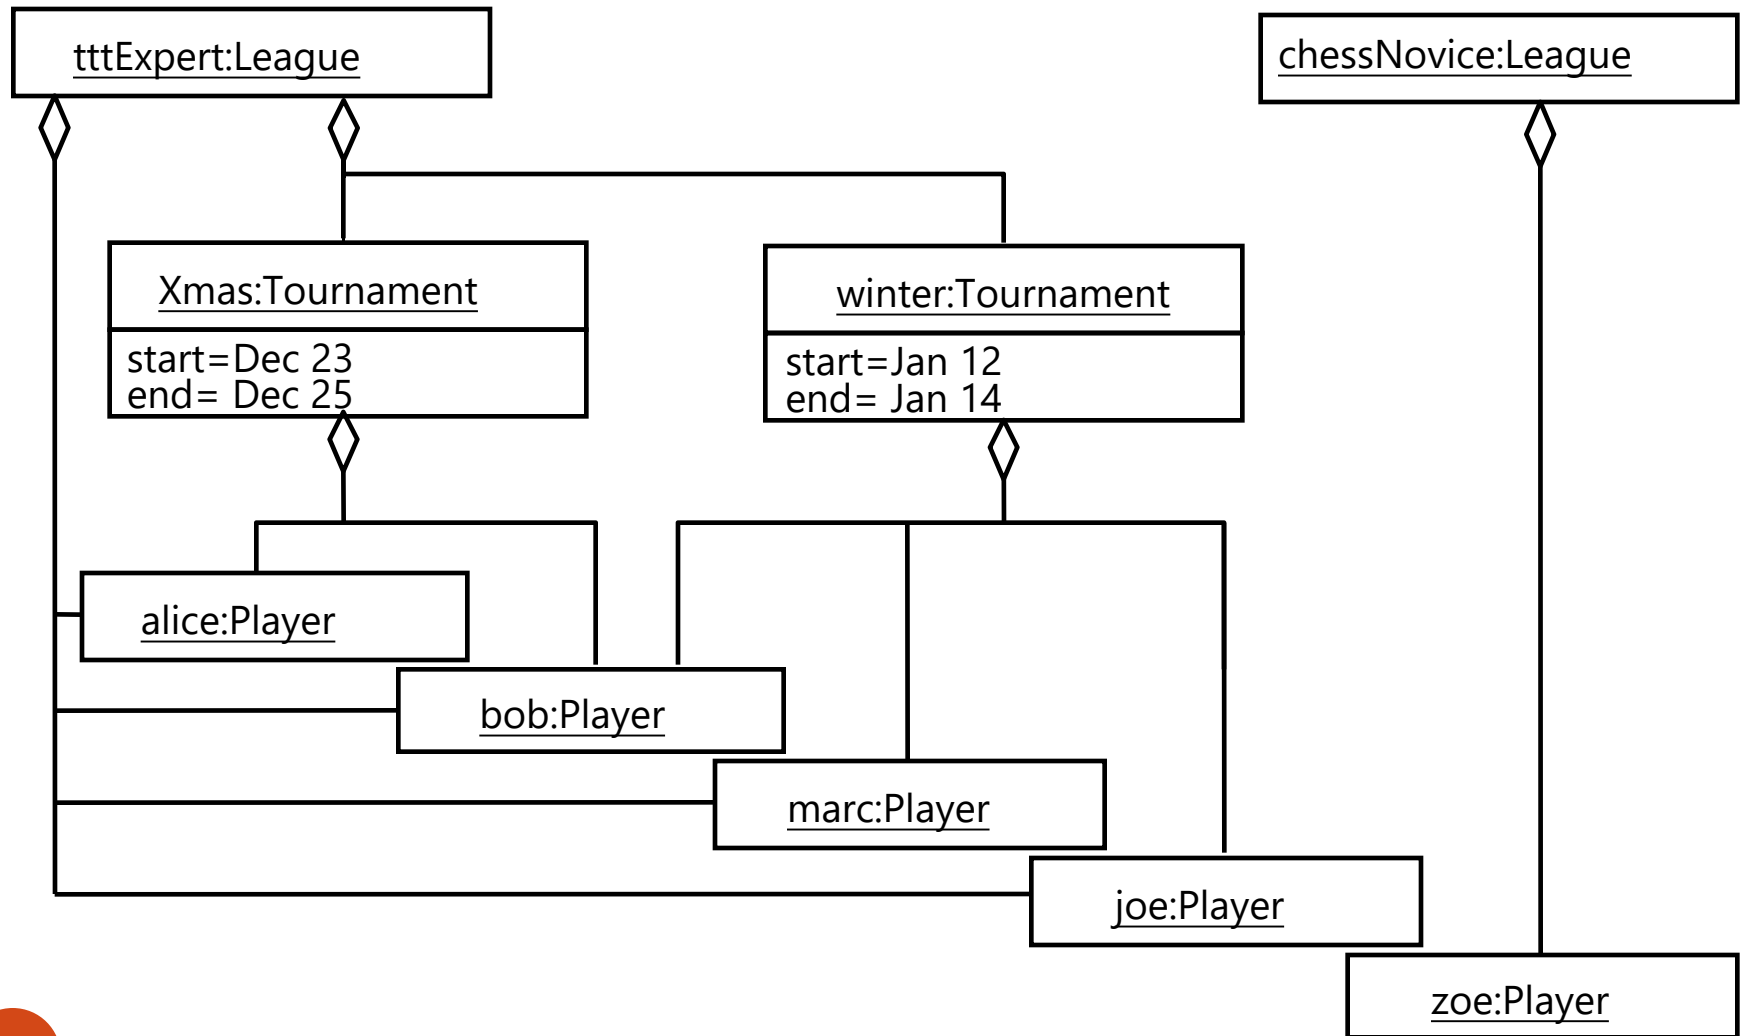 tttExpert:League
chessNovice:League
Xmas:Tournament
start=Dec 23
end= Dec 25
winter:Tournament
start=Jan 12
end= Jan 14
alice:Player
bob:Player
marc:Player
joe:Player
zoe:Player